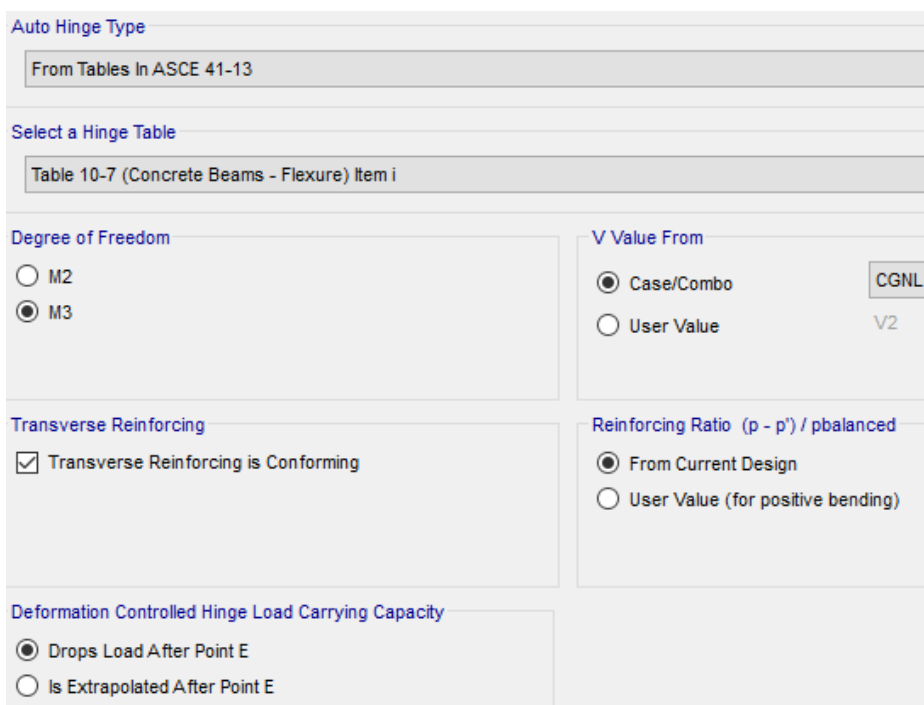 Auto Hinge Type
From Tables In ASCE 41-13
Select a Hinge Table
Table 10-7 (Concrete Beams - Flexure) Item i
Degree of Freedom
M2
M3
V Value From
Case/Combo
CGNL
User Value
V2
Transverse Reinforcing
Transverse Reinforcing is Conforming
Reinforcing Ratio (p - p') / pbalanced
From Current Design
User Value (for positive bending)
Deformation Controlled Hinge Load Carrying Capacity
Drops Load After Point E
Is Extrapolated After Point E